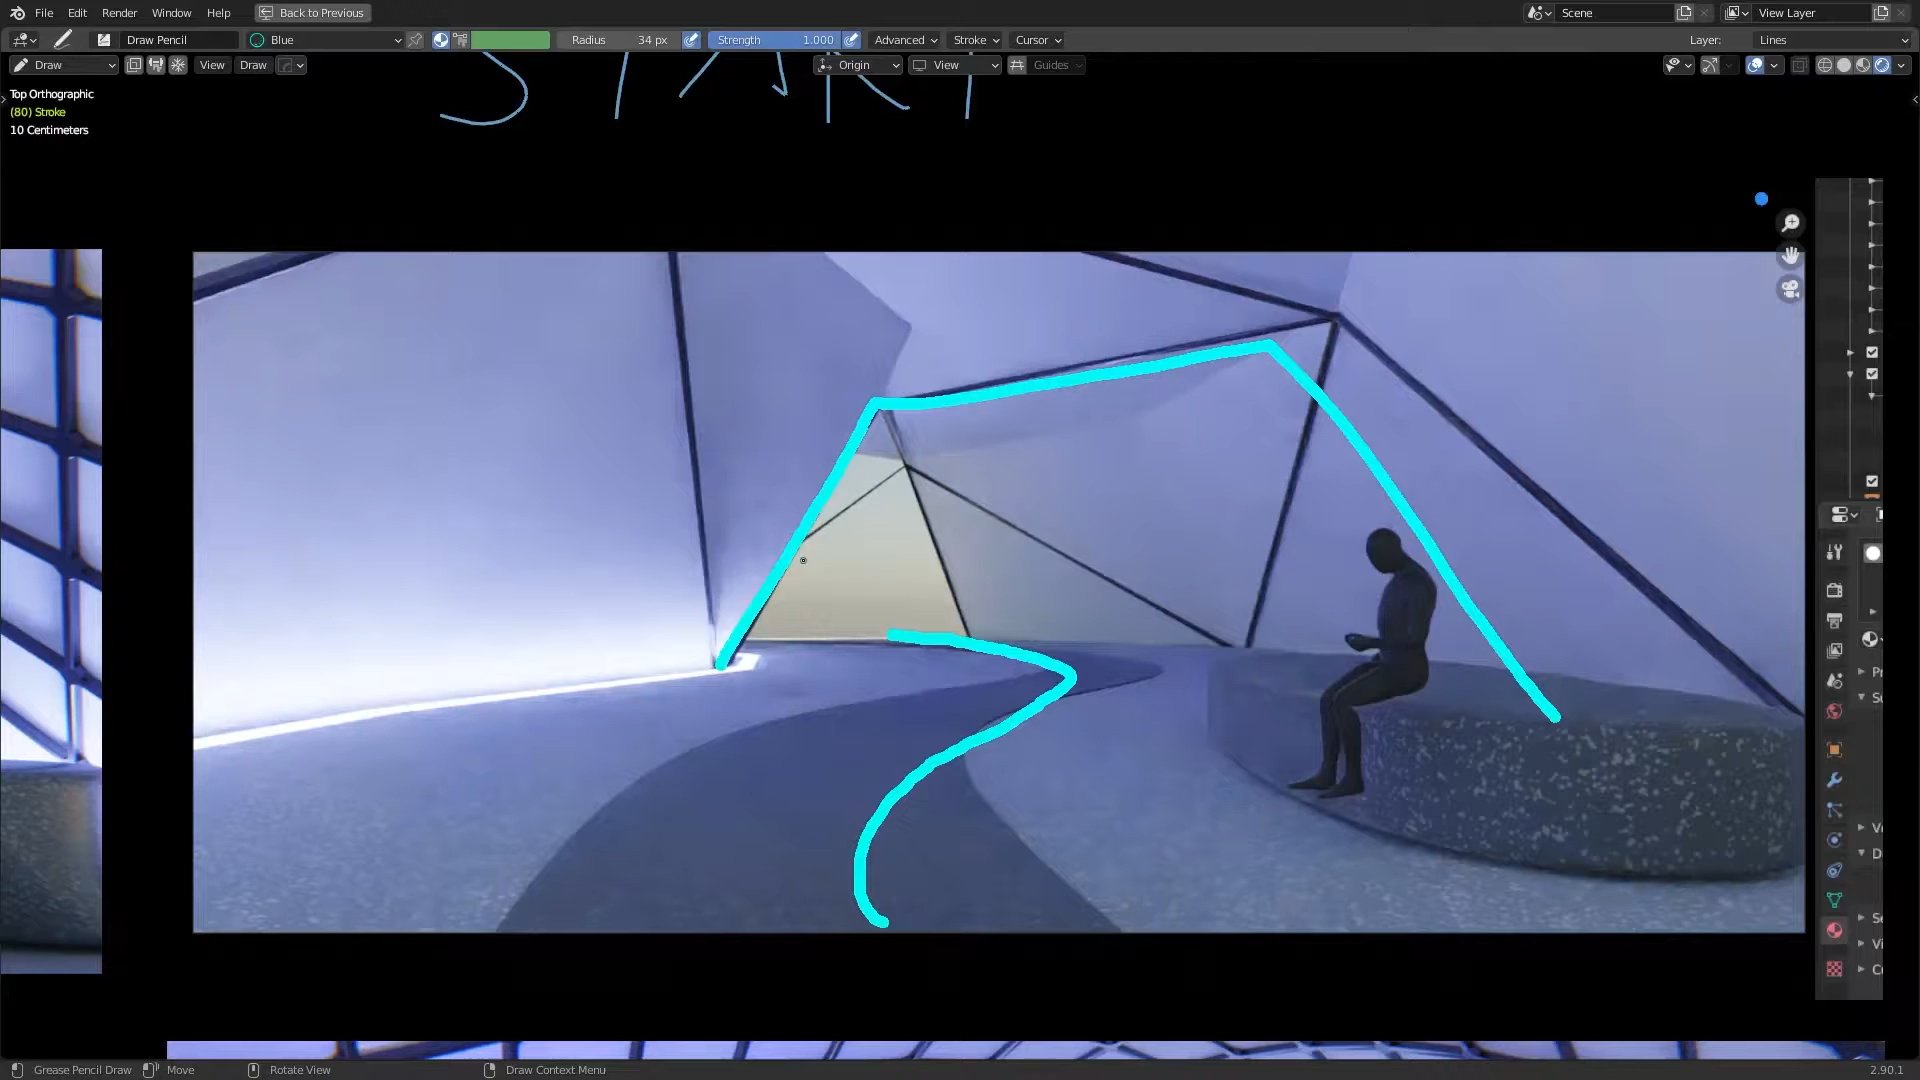 File Edit Render Window Help Back to Previous Scene View Layer
Draw Pencil Blue Radius 34 px Strength 1.000 Advanced Stroke Cursor Layer: Lines
Draw View Draw Origin View Guides
Top Orthographic
(80) Stroke
10 Centimeters
Grease Pencil Draw Move Rotate View Draw Context Menu 2.90.1